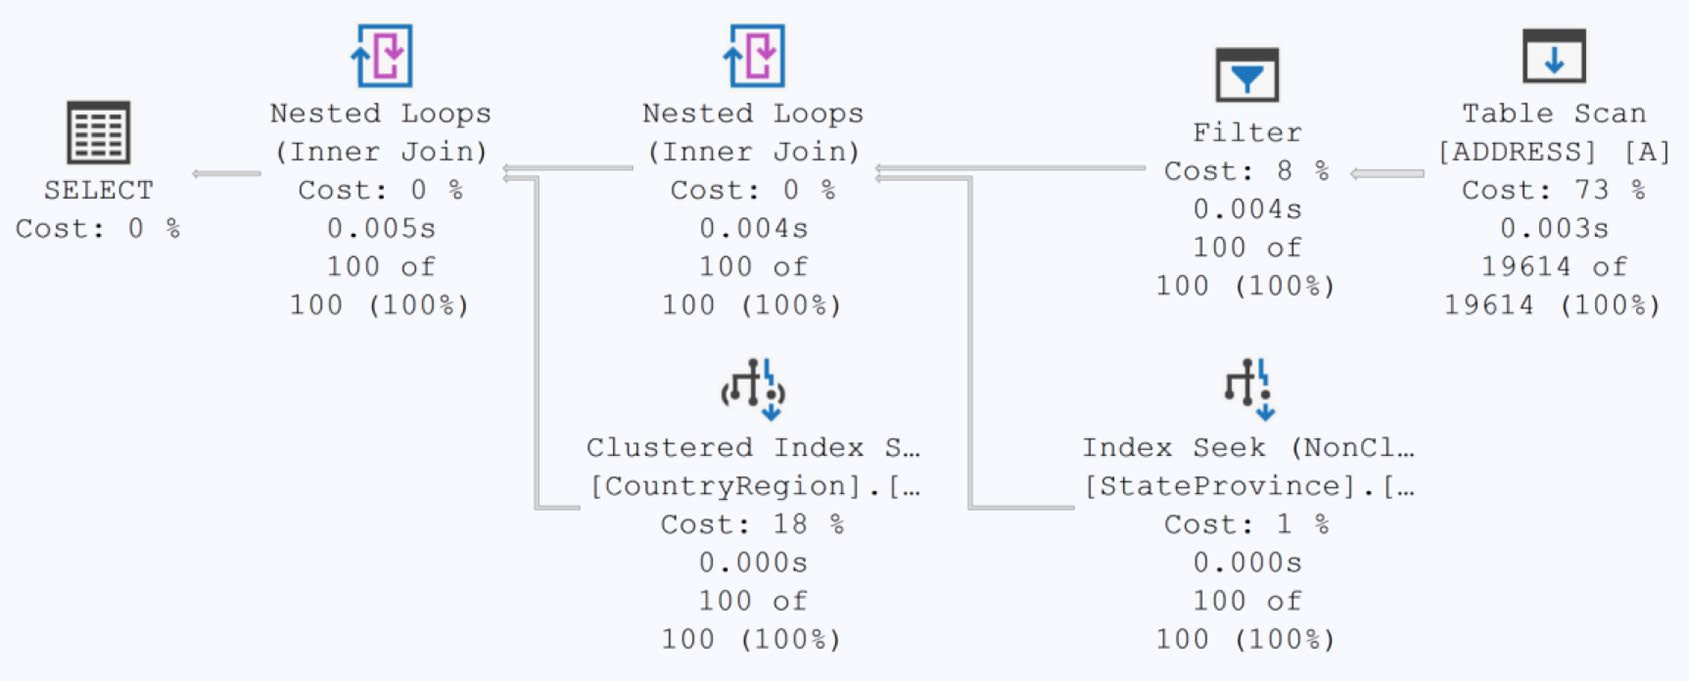 SELECT
Cost: 0 %
Nested Loops
(Inner Join)
Cost: 0 %
0.005s
100 of
100 (100%)
Nested Loops
(Inner Join)
Cost: 0 %
0.004s
100 of
100 (100%)
Filter
Cost: 8 %
0.004s
100 of
100 (100%)
Table Scan
[ADDRESS] [A]
Cost: 73 %
0.003s
19614 of
19614 (100%)
Clustered Index S…
[CountryRegion].[…
Cost: 18 %
0.000s
100 of
100 (100%)
Index Seek (NonCl…
[StateProvince].[…
Cost: 1 %
0.000s
100 of
100 (100%)